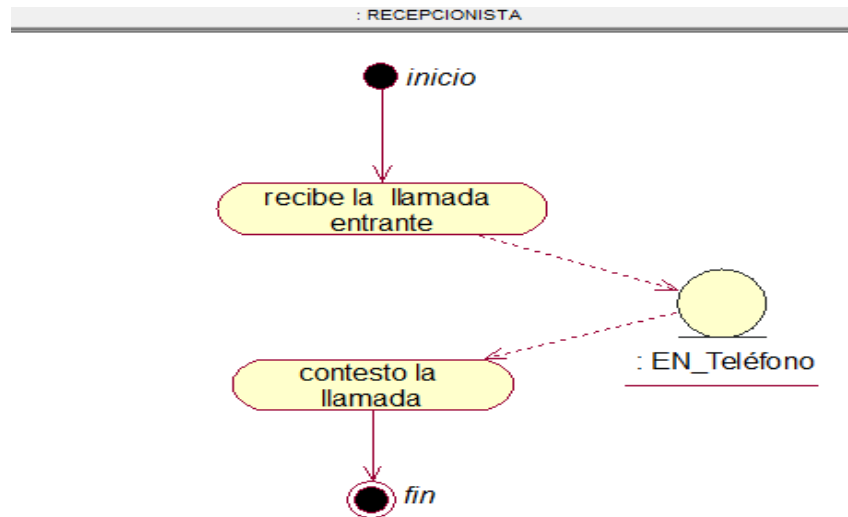 : RECEPCIONISTA
inicio
recibe la llamada
entrante
: EN_Teléfono
contesto la
llamada
fin